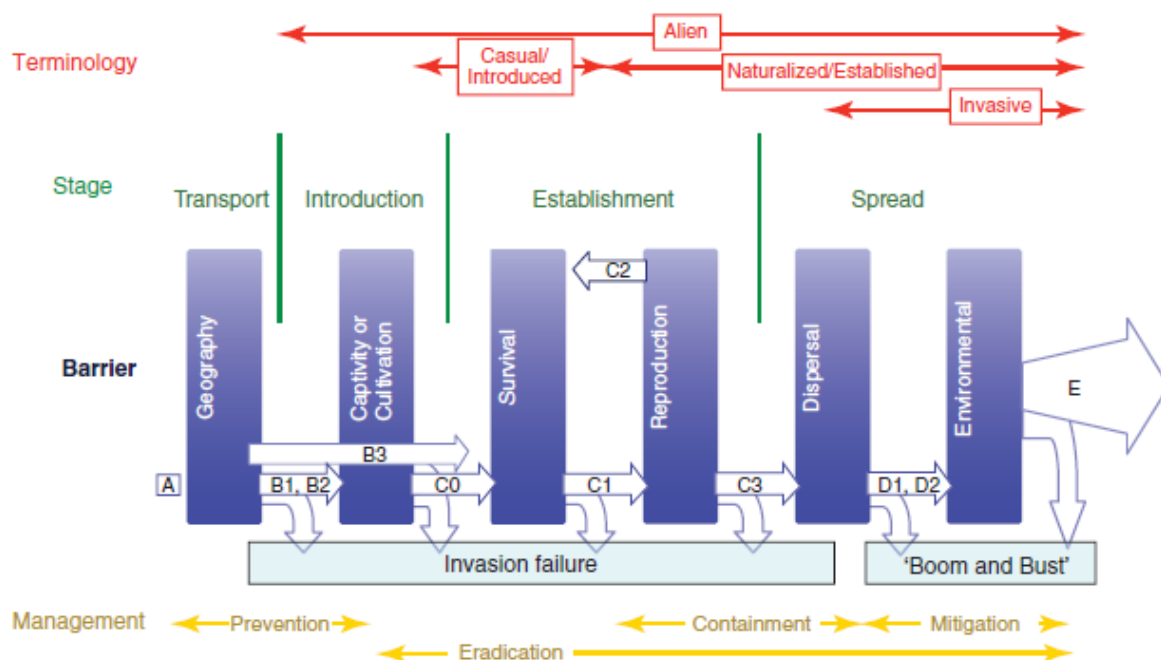 Alien
Terminology
Casual/
Introduced
Naturalized/Established
Invasive
Stage
Transport
Introduction
Establishment
Spread
C2
Barrier
Geography
Captivity or
Cultivation
Survival
Reproduction
Dispersal
Environmental
E
B3
A
B1, B2
C0
C1
C3
D1, D2
Invasion failure
'Boom and Bust'
Management
Prevention
Containment
Mitigation
Eradication